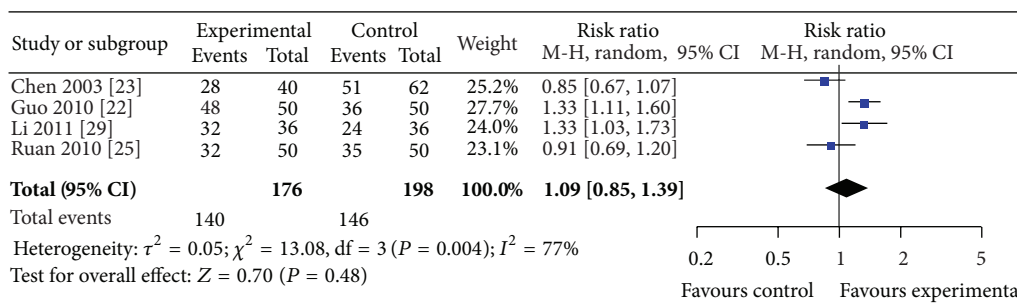 Study or subgroup Experimental Control Weight Risk ratio Risk ratio
Events Total Events Total M-H, random, 95% CI M-H, random, 95% CI
Chen 2003 [23] 28 40 51 62 25.2% 0.85 [0.67, 1.07]
Guo 2010 [22] 48 50 36 50 27.7% 1.33 [1.11, 1.60]
Li 2011 [29] 32 36 24 36 24.0% 1.33 [1.03, 1.73]
Ruan 2010 [25] 32 50 35 50 23.1% 0.91 [0.69, 1.20]
Total (95% CI) 176 198 100.0% 1.09 [0.85, 1.39]
Total events 140 146
Heterogeneity: τ² = 0.05; χ² = 13.08, df = 3 (P = 0.004); I² = 77%
Test for overall effect: Z = 0.70 (P = 0.48)
0.2 0.5 1 2 5
Favours control Favours experimenta